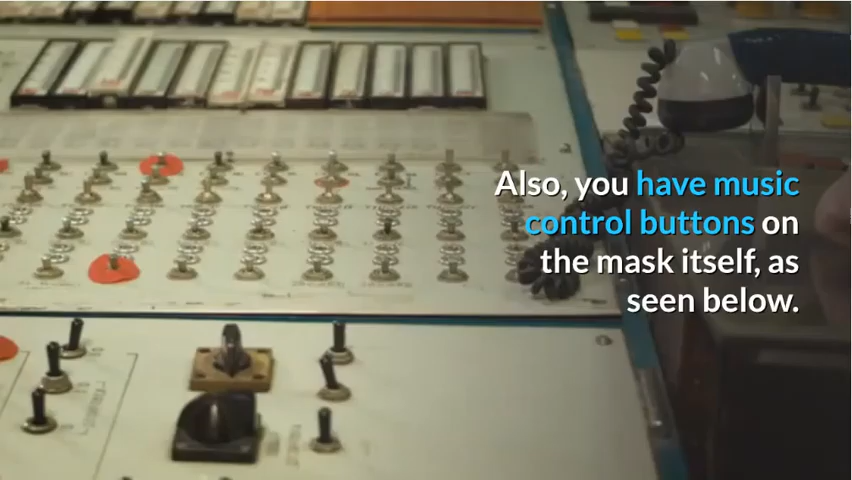 Also, you have music
control buttons on
the mask itself, as
seen below.